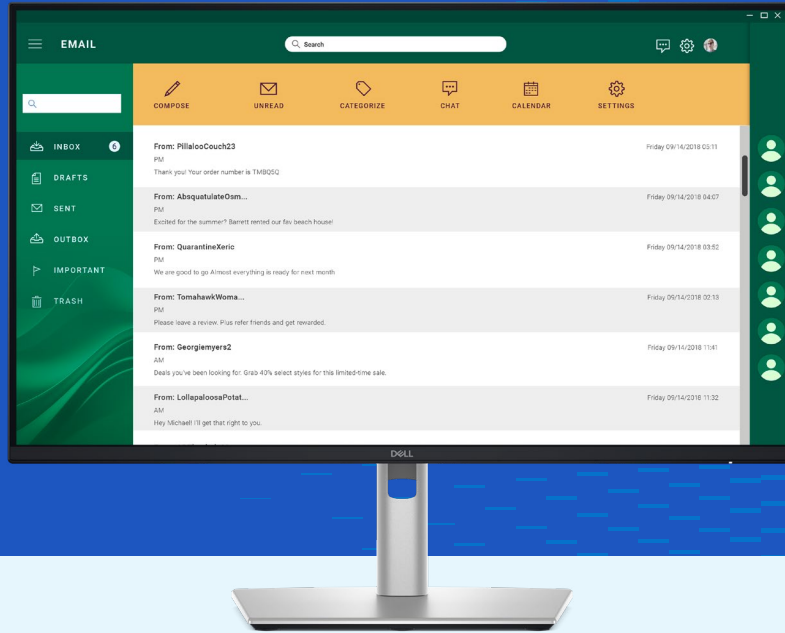 EMAIL
Search
COMPOSE
UNREAD
CATEGORIZE
CHAT
CALENDAR
SETTINGS
INBOX 6
DRAFTS
SENT
OUTBOX
IMPORTANT
TRASH
From: PillalooCouch23 Friday 09/14/2018 05:11
PM
Thank you! Your order number is TMBQ5Q
From: AbsquatulateOsm... Friday 09/14/2018 04:07
PM
Excited for the summer? Barrett rented our fav beach house!
From: QuarantineXeric Friday 09/14/2018 03:52
PM
We are good to go Almost everything is ready for next month
From: TomahawkWoma... Friday 09/14/2018 02:13
PM
Please leave a review. Plus refer friends and get rewarded.
From: Georgiemyers2 Friday 09/14/2018 11:41
AM
Deals you've been looking for. Grab 40% select styles for this limited-time sale.
From: LollapaloosaPotat... Friday 09/14/2018 11:32
AM
Hey Michael! I'll get that right to you.
DELL